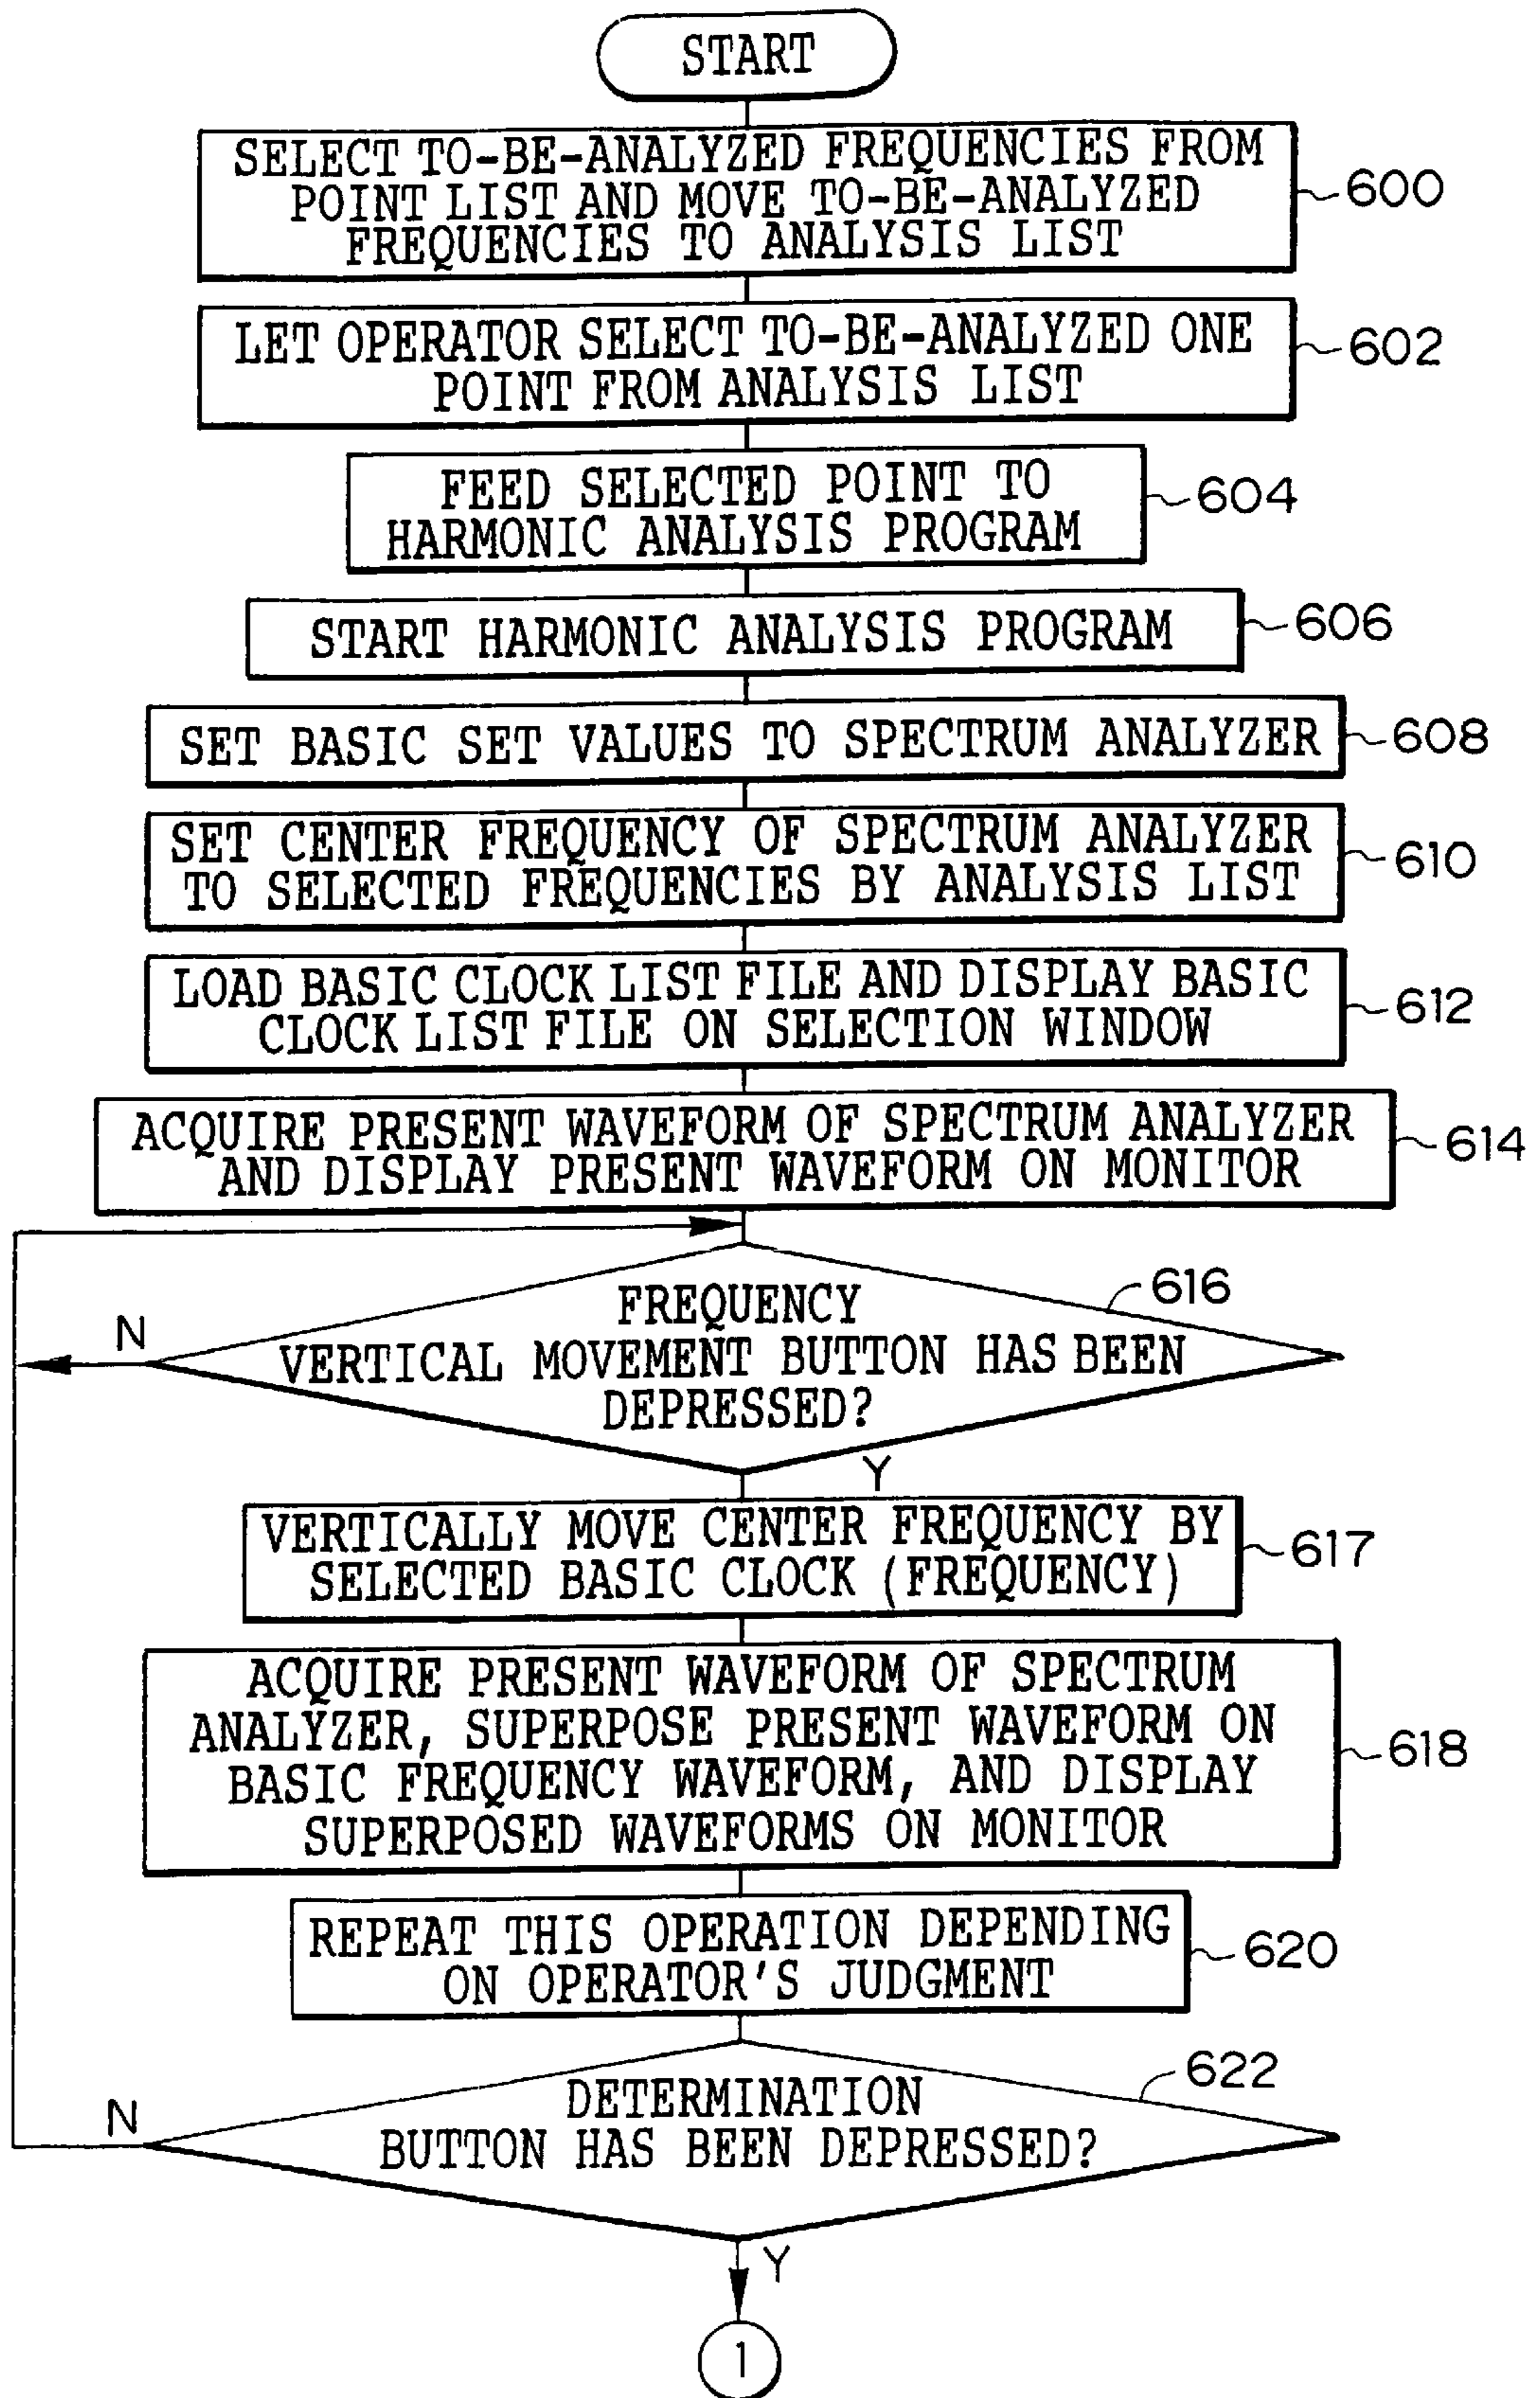 START
SELECT TO-BE-ANALYZED FREQUENCIES FROM
POINT LIST AND MOVE TO-BE-ANALYZED
FREQUENCIES TO ANALYSIS LIST
600
LET OPERATOR SELECT TO-BE-ANALYZED ONE
POINT FROM ANALYSIS LIST
602
FEED SELECTED POINT TO
HARMONIC ANALYSIS PROGRAM
604
START HARMONIC ANALYSIS PROGRAM
606
SET BASIC SET VALUES TO SPECTRUM ANALYZER
608
SET CENTER FREQUENCY OF SPECTRUM ANALYZER
TO SELECTED FREQUENCIES BY ANALYSIS LIST
610
LOAD BASIC CLOCK LIST FILE AND DISPLAY BASIC
CLOCK LIST FILE ON SELECTION WINDOW
612
ACQUIRE PRESENT WAVEFORM OF SPECTRUM ANALYZER
AND DISPLAY PRESENT WAVEFORM ON MONITOR
614
616
FREQUENCY
VERTICAL MOVEMENT BUTTON HAS BEEN
DEPRESSED?
N
Y
VERTICALLY MOVE CENTER FREQUENCY BY
SELECTED BASIC CLOCK (FREQUENCY)
617
ACQUIRE PRESENT WAVEFORM OF SPECTRUM
ANALYZER, SUPERPOSE PRESENT WAVEFORM ON
BASIC FREQUENCY WAVEFORM, AND DISPLAY
SUPERPOSED WAVEFORMS ON MONITOR
618
REPEAT THIS OPERATION DEPENDING
ON OPERATOR'S JUDGMENT
620
622
DETERMINATION
BUTTON HAS BEEN DEPRESSED?
N
Y
1